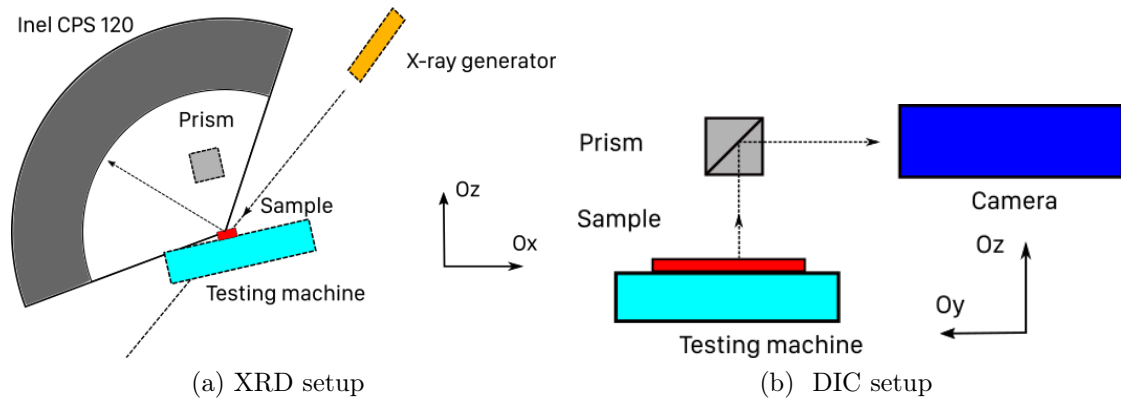 Inel CPS 120
X-ray generator
Prism
Sample
Oz
Ox
Testing machine
(a) XRD setup
Prism
Sample
Camera
Oz
Oy
Testing machine
(b) DIC setup